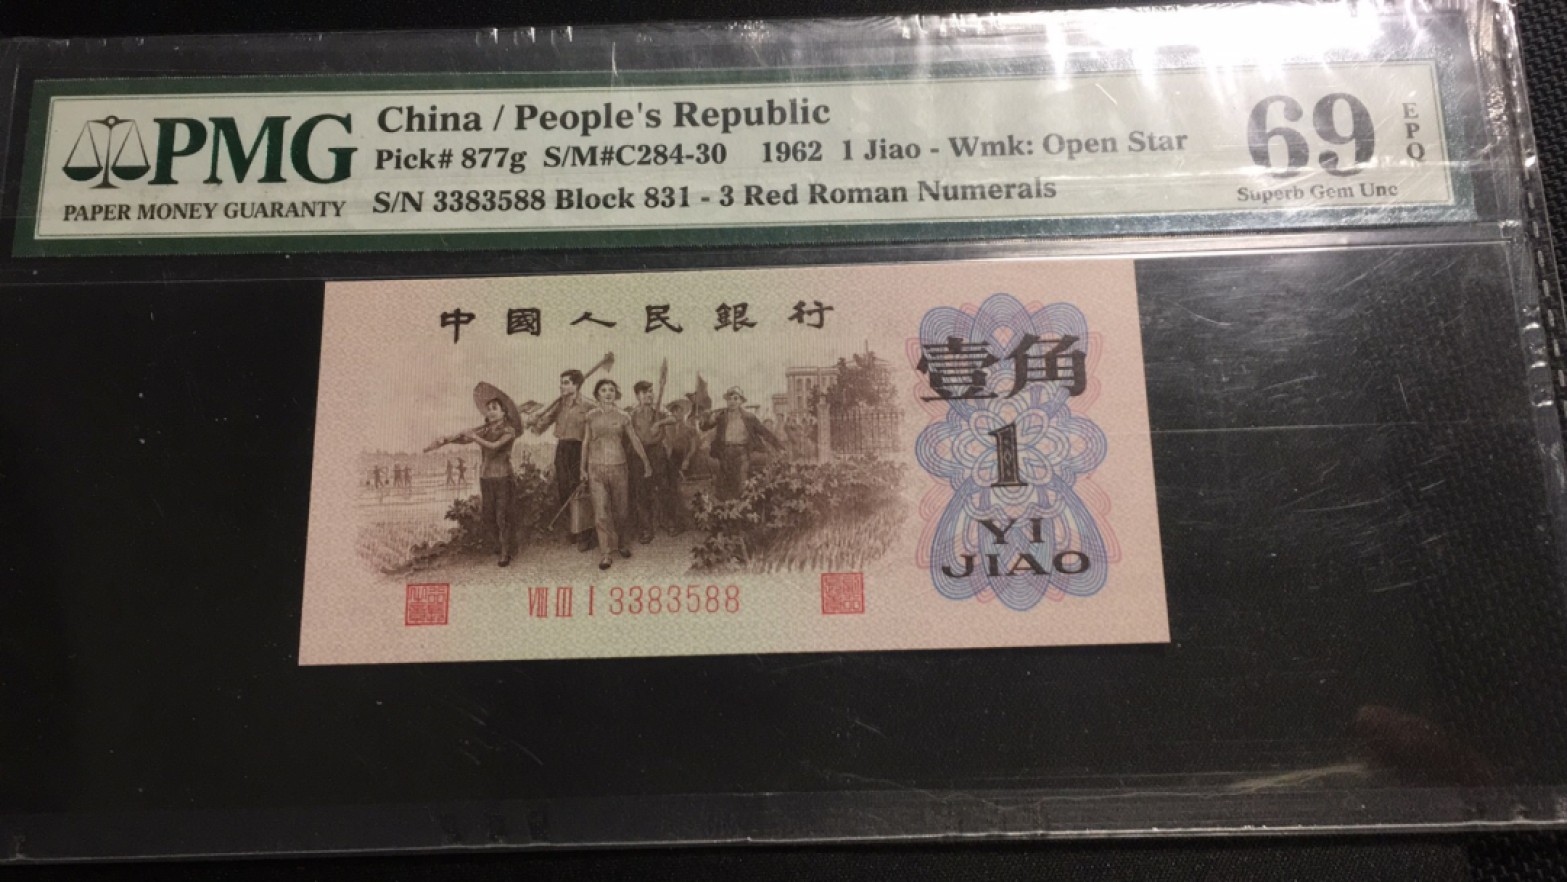 PMG
PAPER MONEY GUARANTY
China / People's Republic
Pick# 877g S/M#C284-30 1962 1 Jiao - Wmk: Open Star
S/N 3383588 Block 831 - 3 Red Roman Numerals
69
EPQ
Superb Gem Unc
中國人民銀行
壹角
1
YI
JIAO
VIII III I 3383588